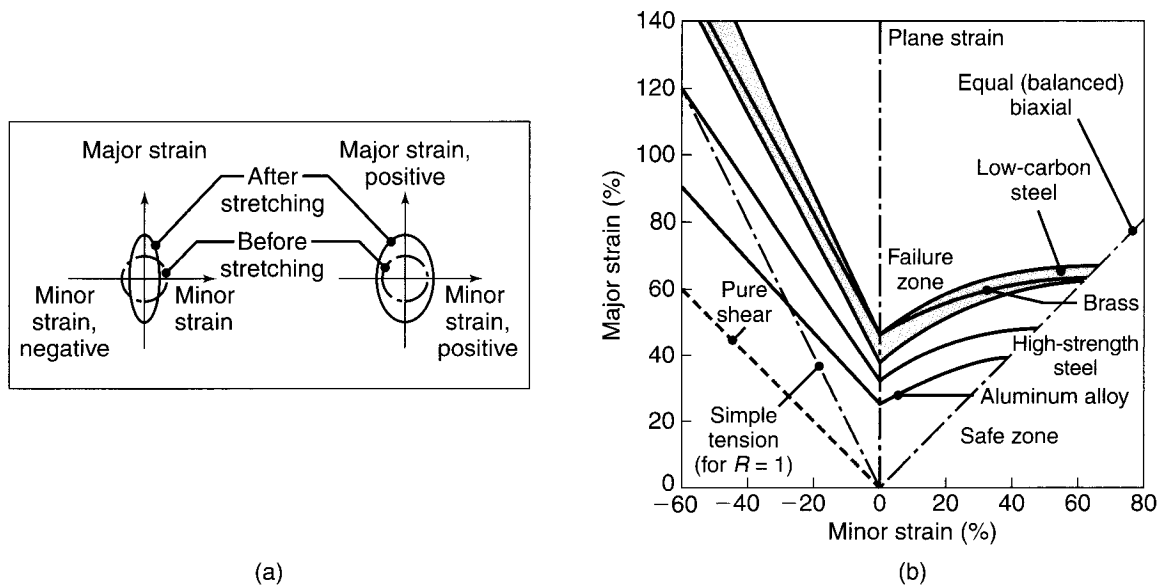 Major strain
Major strain,
positive
After
stretching
Before
stretching
Minor
strain,
negative
Minor
strain
Minor
strain,
positive
(a)
140
120
100
80
60
40
20
0
Major strain (%)
Plane strain
Equal (balanced)
biaxial
Low-carbon
steel
Failure
zone
Brass
Pure
shear
High-strength
steel
Aluminum alloy
Simple
tension
(for R = 1)
Safe zone
−60 −40 −20 0 20 40 60 80
Minor strain (%)
(b)